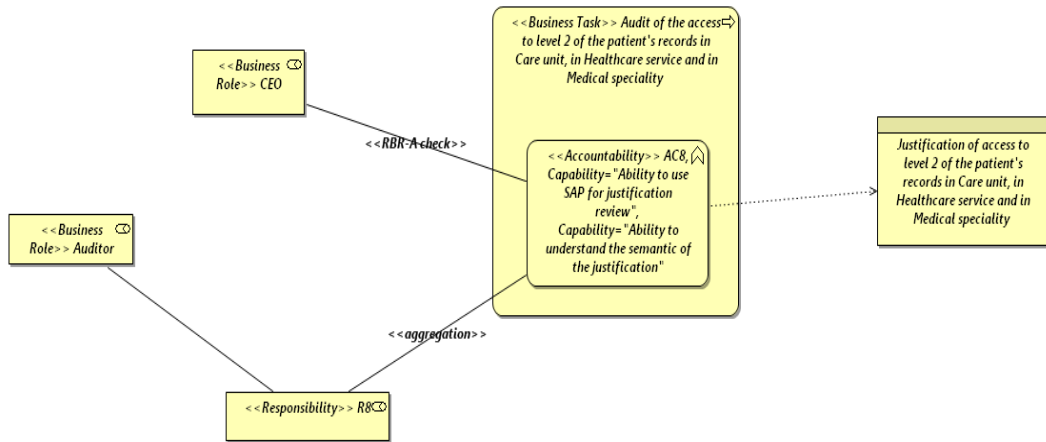 <<Business Task>> Audit of the access
to level 2 of the patient's records in
Care unit, in Healthcare service and in
Medical speciality
<<Business
Role>> CEO
<<RBR-A check>>
<<Accountability>> AC8,
Capability="Ability to use
SAP for justification
review",
Capability="Ability to
understand the semantic of
the justification"
Justification of access to
level 2 of the patient's
records in Care unit, in
Healthcare service and in
Medical speciality
<<Business
Role>> Auditor
<<aggregation>>
<<Responsibility>> R8